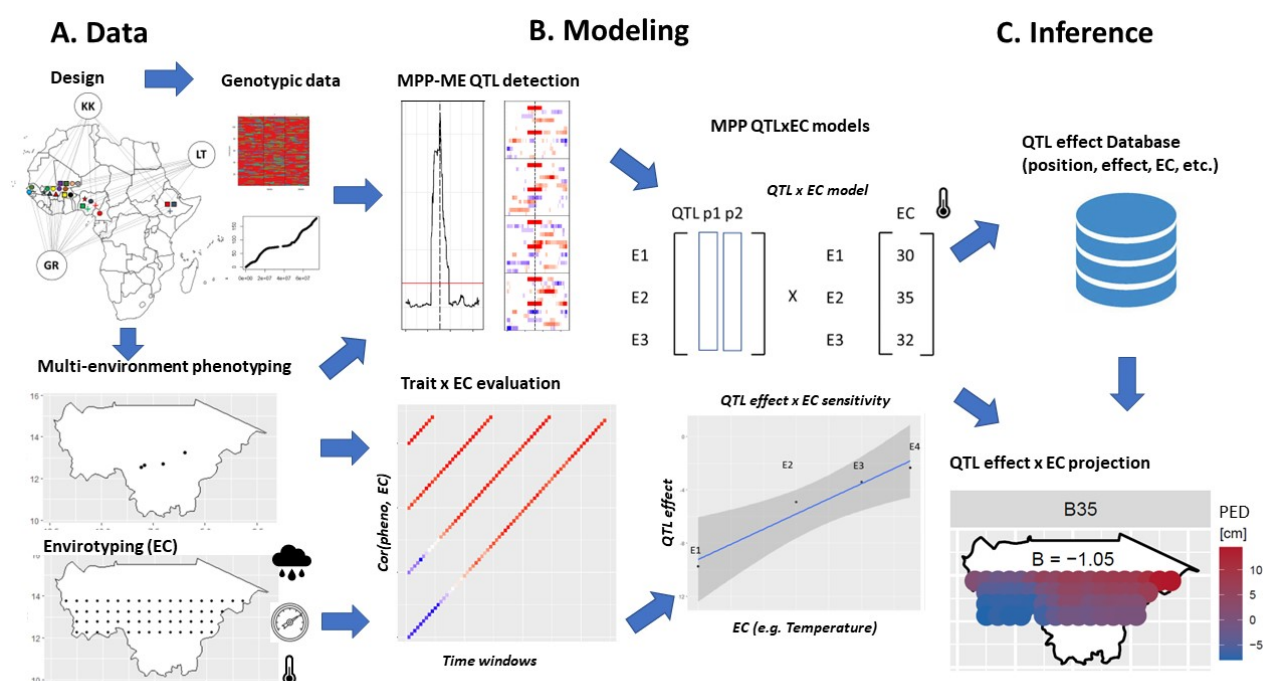 A. Data
B. Modeling
C. Inference
Design
Genotypic data
KK
LT
GR
MPP-ME QTL detection
MPP QTLxEC models
QTL x EC model
QTL p1 p2
EC
E1
E2
E3
X
E1
E2
E3
30
35
32
QTL effect Database
(position, effect, EC, etc.)
Multi-environment phenotyping
16
14
12
10
Envirotyping (EC)
14
12
10
Trait x EC evaluation
Cor(pheno, EC)
Time windows
QTL effect x EC sensitivity
QTL effect
E1
E2
E3
E4
EC (e.g. Temperature)
QTL effect x EC projection
B35
B = −1.05
PED
[cm]
10
5
0
−5